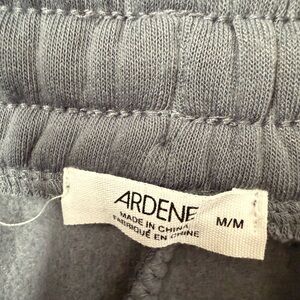 ARDENE
MADE IN CHINA
FABRIQUÉ EN CHINE
M/M